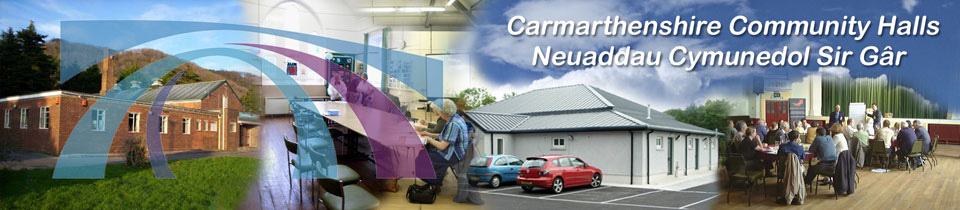 Carmarthenshire Community Halls
Neuaddau Cymunedol Sir Gâr